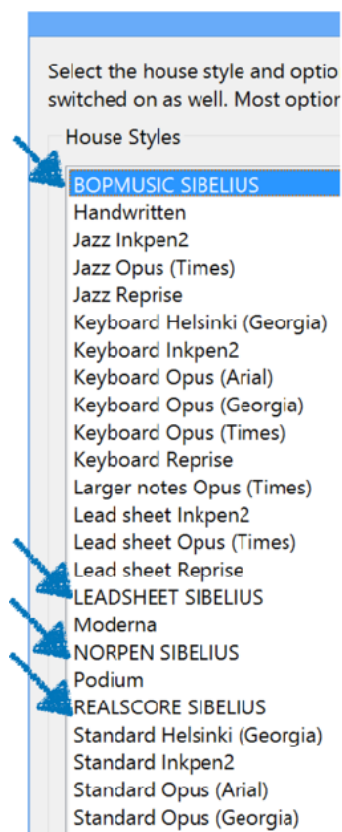 Select the house style and optio
switched on as well. Most option
House Styles
BOPMUSIC SIBELIUS
Handwritten
Jazz Inkpen2
Jazz Opus (Times)
Jazz Reprise
Keyboard Helsinki (Georgia)
Keyboard Inkpen2
Keyboard Opus (Arial)
Keyboard Opus (Georgia)
Keyboard Opus (Times)
Keyboard Reprise
Larger notes Opus (Times)
Lead sheet Inkpen2
Lead sheet Opus (Times)
Lead sheet Reprise
LEADSHEET SIBELIUS
Moderna
NORPEN SIBELIUS
Podium
REALSCORE SIBELIUS
Standard Helsinki (Georgia)
Standard Inkpen2
Standard Opus (Arial)
Standard Opus (Georgia)